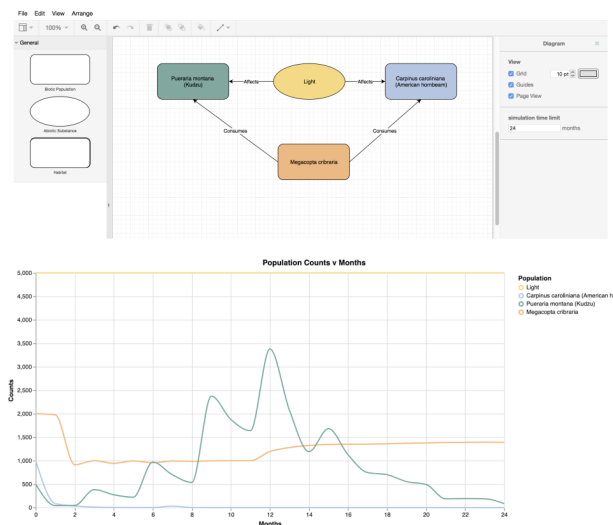 File Edit View Arrange
100%
General
Biotic Population
Abiotic Substance
Habitat
Pueraria montana
(Kudzu)
Affects
Light
Affects
Carpinus caroliniana
(American hornbeam)
Consumes
Consumes
Megacopta cribraria
Diagram
View
Grid
10 pt
Guides
Page View
simulation time limit
24 months
Population Counts v Months
5,000
4,500
4,000
3,500
3,000
2,500
2,000
1,500
1,000
500
0
Counts
0 2 4 6 8 10 12 14 16 18 20 22 24
Months
Population
Light
Carpinus caroliniana (American h
Pueraria montana (Kudzu)
Megacopta cribraria